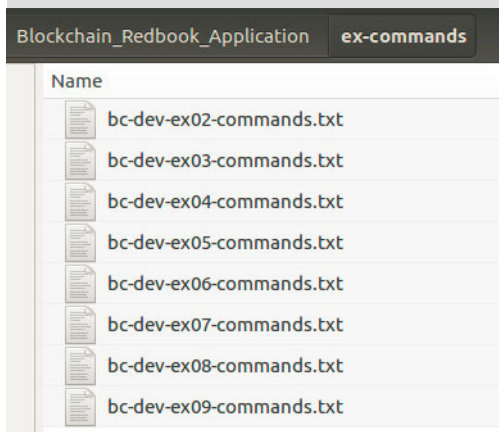 Blockchain_Redbook_Application ex-commands
Name
bc-dev-ex02-commands.txt
bc-dev-ex03-commands.txt
bc-dev-ex04-commands.txt
bc-dev-ex05-commands.txt
bc-dev-ex06-commands.txt
bc-dev-ex07-commands.txt
bc-dev-ex08-commands.txt
bc-dev-ex09-commands.txt